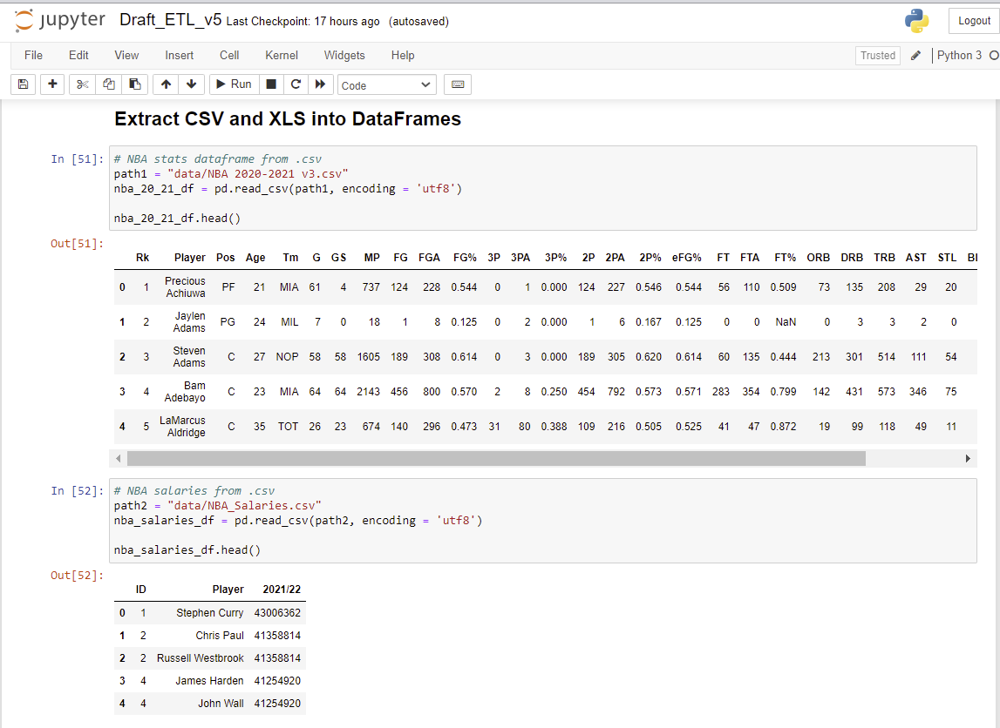 jupyter Draft_ETL_v5 Last Checkpoint: 17 hours ago (autosaved) Logout
File Edit View Insert Cell Kernel Widgets Help Trusted Python 3
Run Code
Extract CSV and XLS into DataFrames
In [51]: # NBA stats dataframe from .csv
path1 = "data/NBA 2020-2021 v3.csv"
nba_20_21_df = pd.read_csv(path1, encoding = 'utf8')
nba_20_21_df.head()
Out[51]:
Rk Player Pos Age Tm G GS MP FG FGA FG% 3P 3PA 3P% 2P 2PA 2P% eFG% FT FTA FT% ORB DRB TRB AST STL
0 1 Precious Achiuwa PF 21 MIA 61 4 737 124 228 0.544 0 1 0.000 124 227 0.546 0.544 56 110 0.509 73 135 208 29 20
1 2 Jaylen Adams PG 24 MIL 7 0 18 1 8 0.125 0 2 0.000 1 6 0.167 0.125 0 0 NaN 0 3 3 2 0
2 3 Steven Adams C 27 NOP 58 58 1605 189 308 0.614 0 3 0.000 189 305 0.620 0.614 60 135 0.444 213 301 514 111 54
3 4 Bam Adebayo C 23 MIA 64 64 2143 456 800 0.570 2 8 0.250 454 792 0.573 0.571 283 354 0.799 142 431 573 346 75
4 5 LaMarcus Aldridge C 35 TOT 26 23 674 140 296 0.473 31 80 0.388 109 216 0.505 0.525 41 47 0.872 19 99 118 49 11
In [52]: # NBA salaries from .csv
path2 = "data/NBA_Salaries.csv"
nba_salaries_df = pd.read_csv(path2, encoding = 'utf8')
nba_salaries_df.head()
Out[52]:
ID Player 2021/22
0 1 Stephen Curry 43006362
1 2 Chris Paul 41358814
2 2 Russell Westbrook 41358814
3 4 James Harden 41254920
4 4 John Wall 41254920